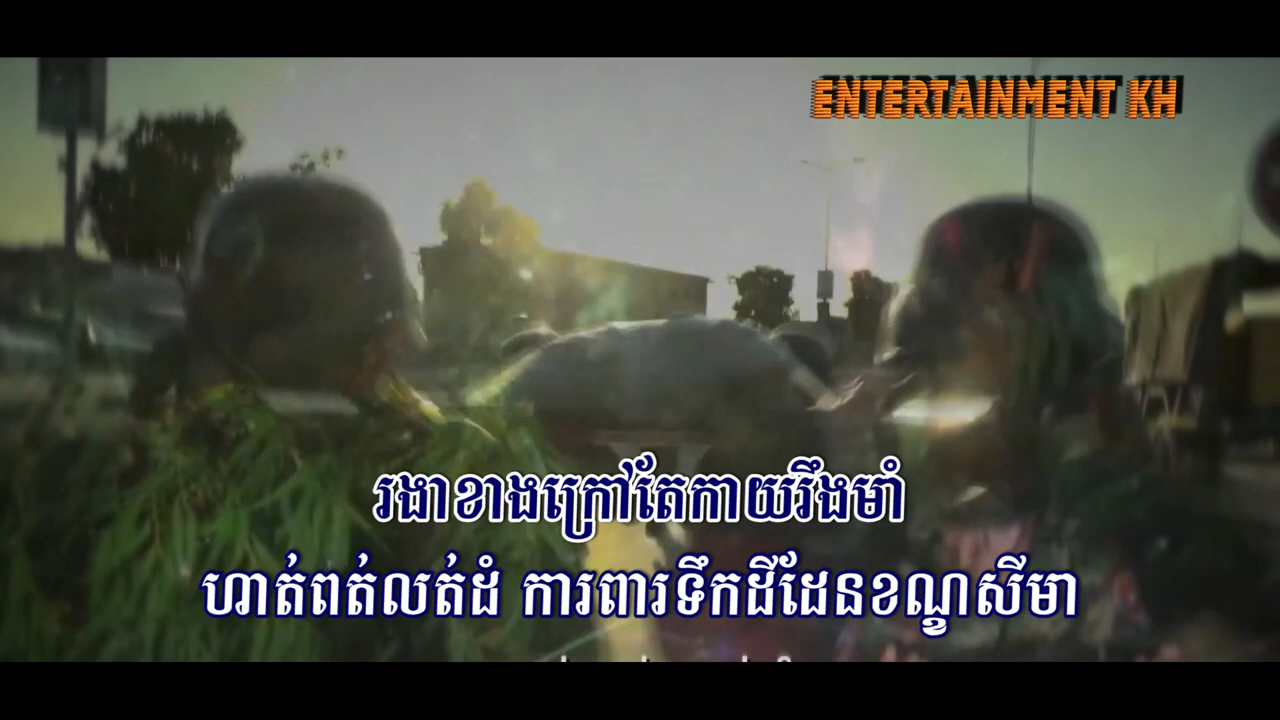 ENTERTAINMENT KH
រងាខាងក្រៅតែកាយរឹងមាំ
ហាត់ពត់លត់ដំ ការពារទឹកដីដែនខណ្ឌសីមា